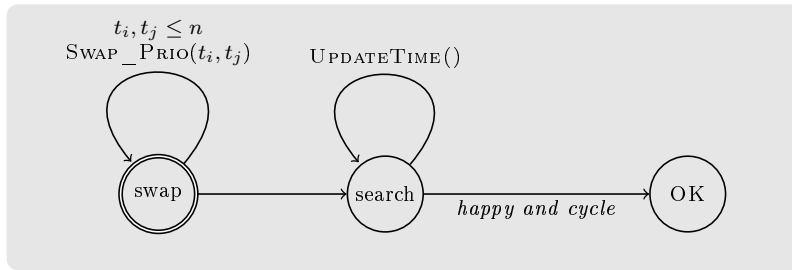 t_i, t_j ≤ n
SWAP_PRIO(t_i, t_j)
UPDATETIME()
swap
search
OK
happy and cycle